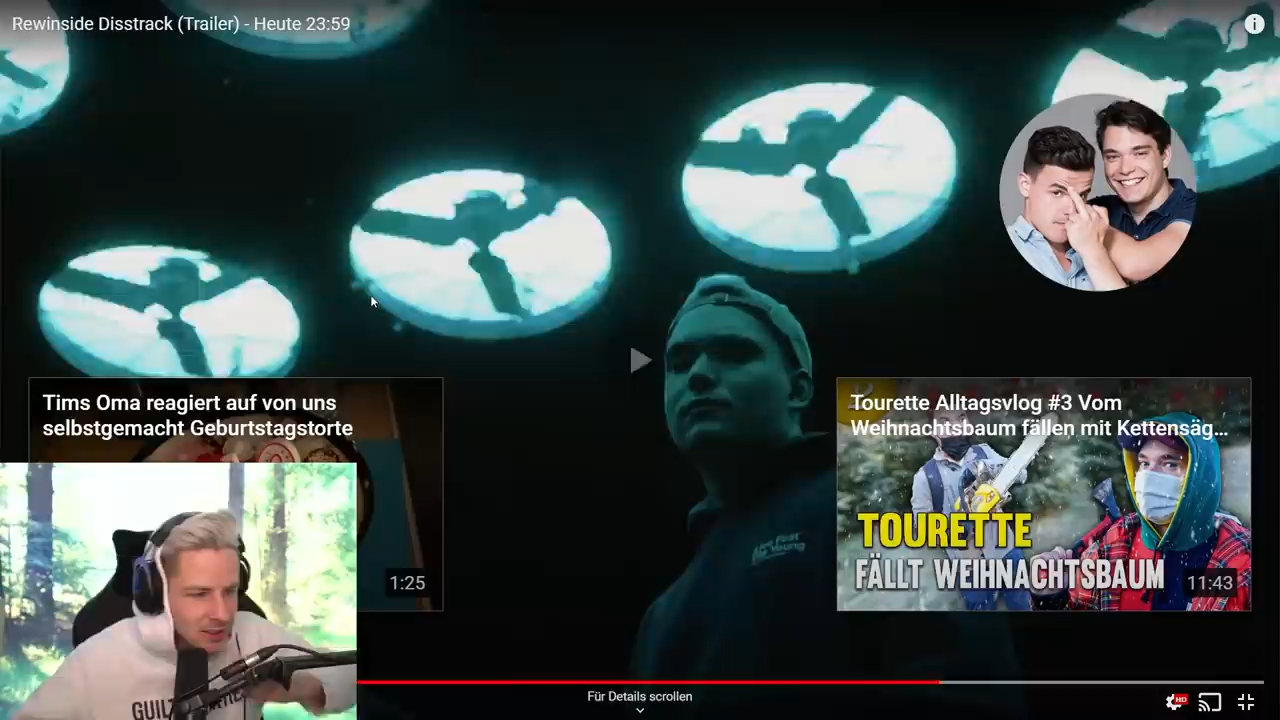 Rewinside Disstrack (Trailer) - Heute 23:59
Tims Oma reagiert auf von uns
selbstgemacht Geburtstagstorte
1:25
Tourette Alltagsvlog #3 Vom
Weihnachtsbaum fällen mit Kettensäg...
TOURETTE
FÄLLT WEIHNACHTSBAUM
11:43
Für Details scrollen
HD